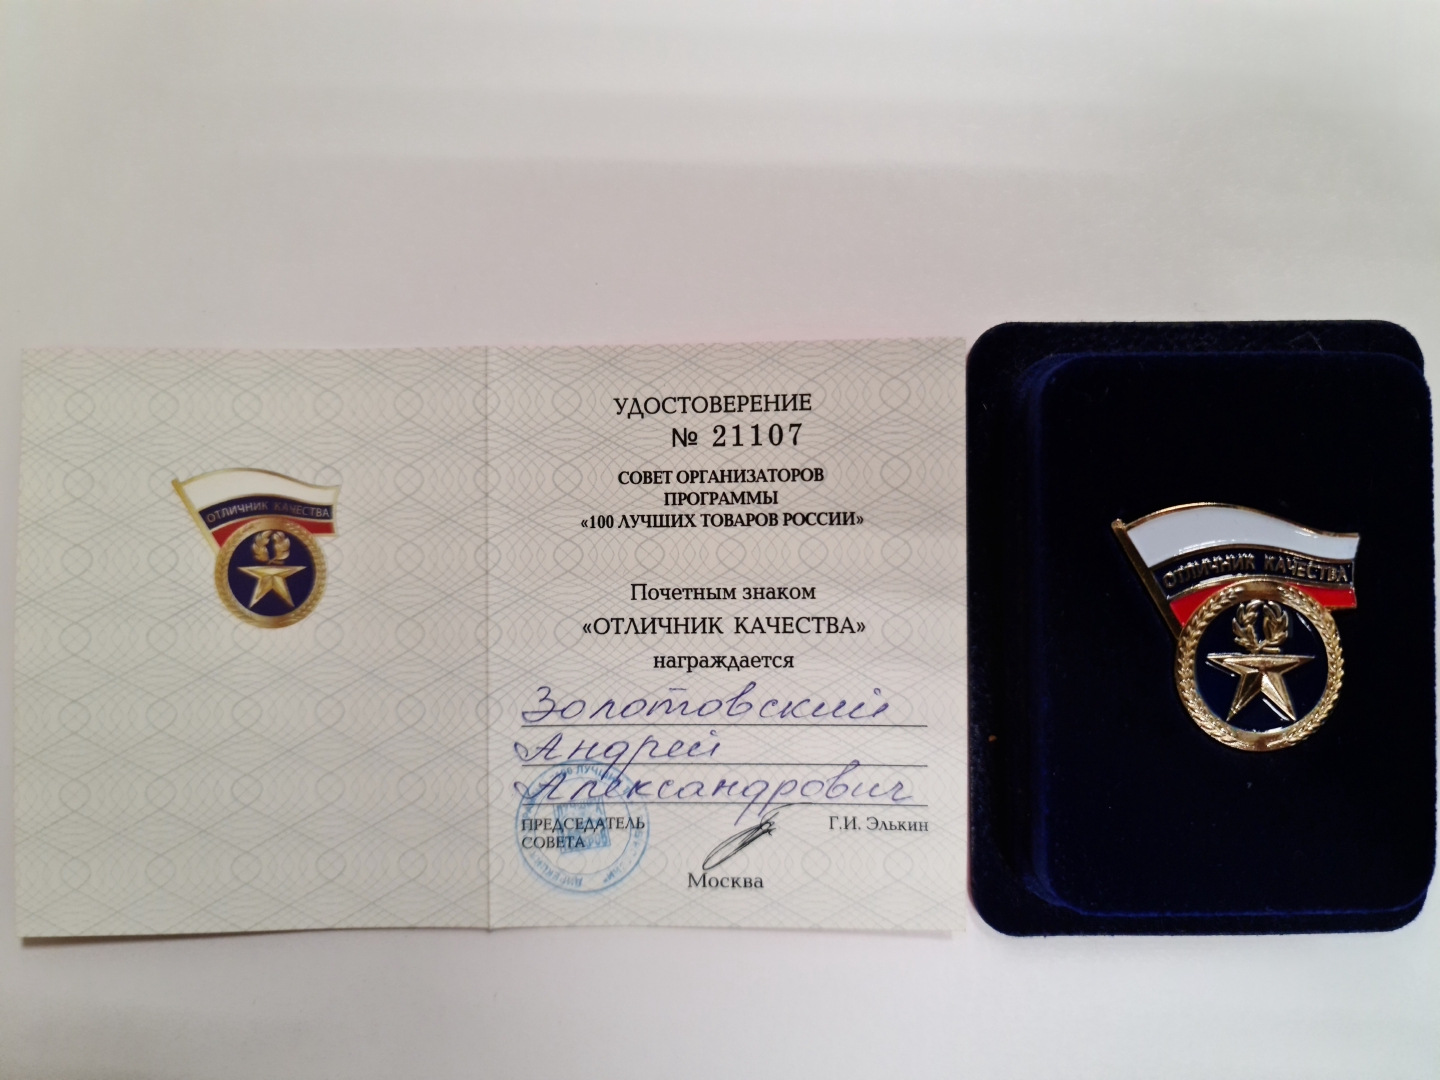 ОТЛИЧНИК КАЧЕСТВА
УДОСТОВЕРЕНИЕ
№ 21107
СОВЕТ ОРГАНИЗАТОРОВ
ПРОГРАММЫ
«100 ЛУЧШИХ ТОВАРОВ РОССИИ»
Почетным знаком
«ОТЛИЧНИК КАЧЕСТВА»
награждается
Золотовский
Андрей
Александрович
ПРЕДСЕДАТЕЛЬ
СОВЕТА
Г.И. Элькин
Москва
ОТЛИЧНИК КАЧЕСТВА